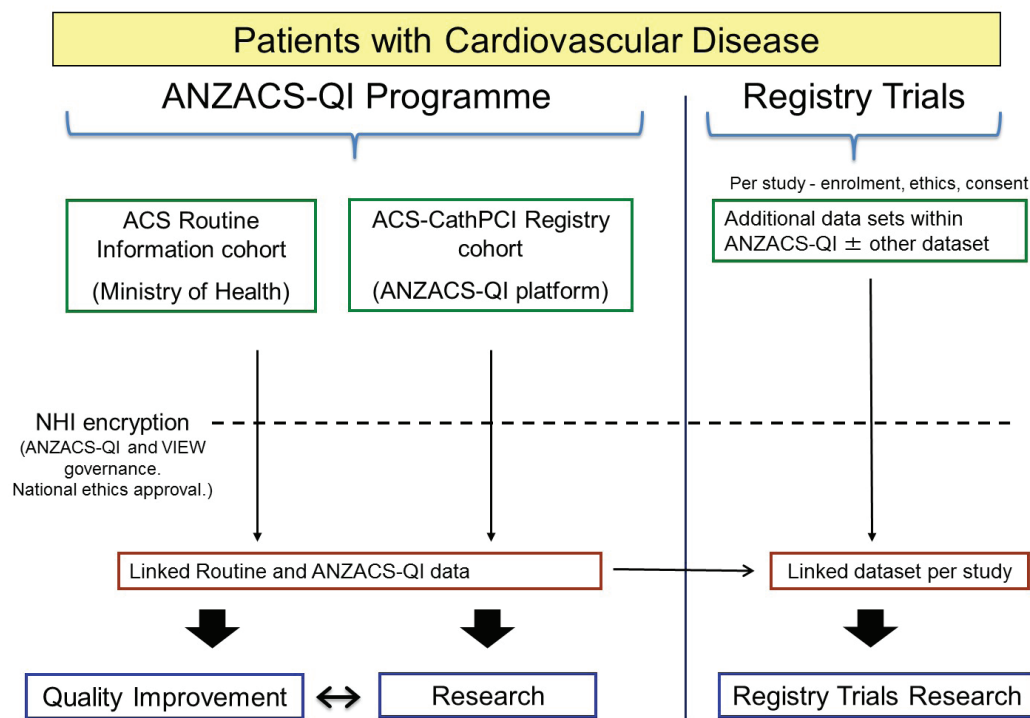 Patients with Cardiovascular Disease
ANZACS-QI Programme
Registry Trials
Per study - enrolment, ethics, consent
ACS Routine
Information cohort
(Ministry of Health)
ACS-CathPCI Registry
cohort
(ANZACS-QI platform)
Additional data sets within
ANZACS-QI ± other dataset
NHI encryption
(ANZACS-QI and VIEW
governance.
National ethics approval.)
Linked Routine and ANZACS-QI data
Linked dataset per study
Quality Improvement
Research
Registry Trials Research